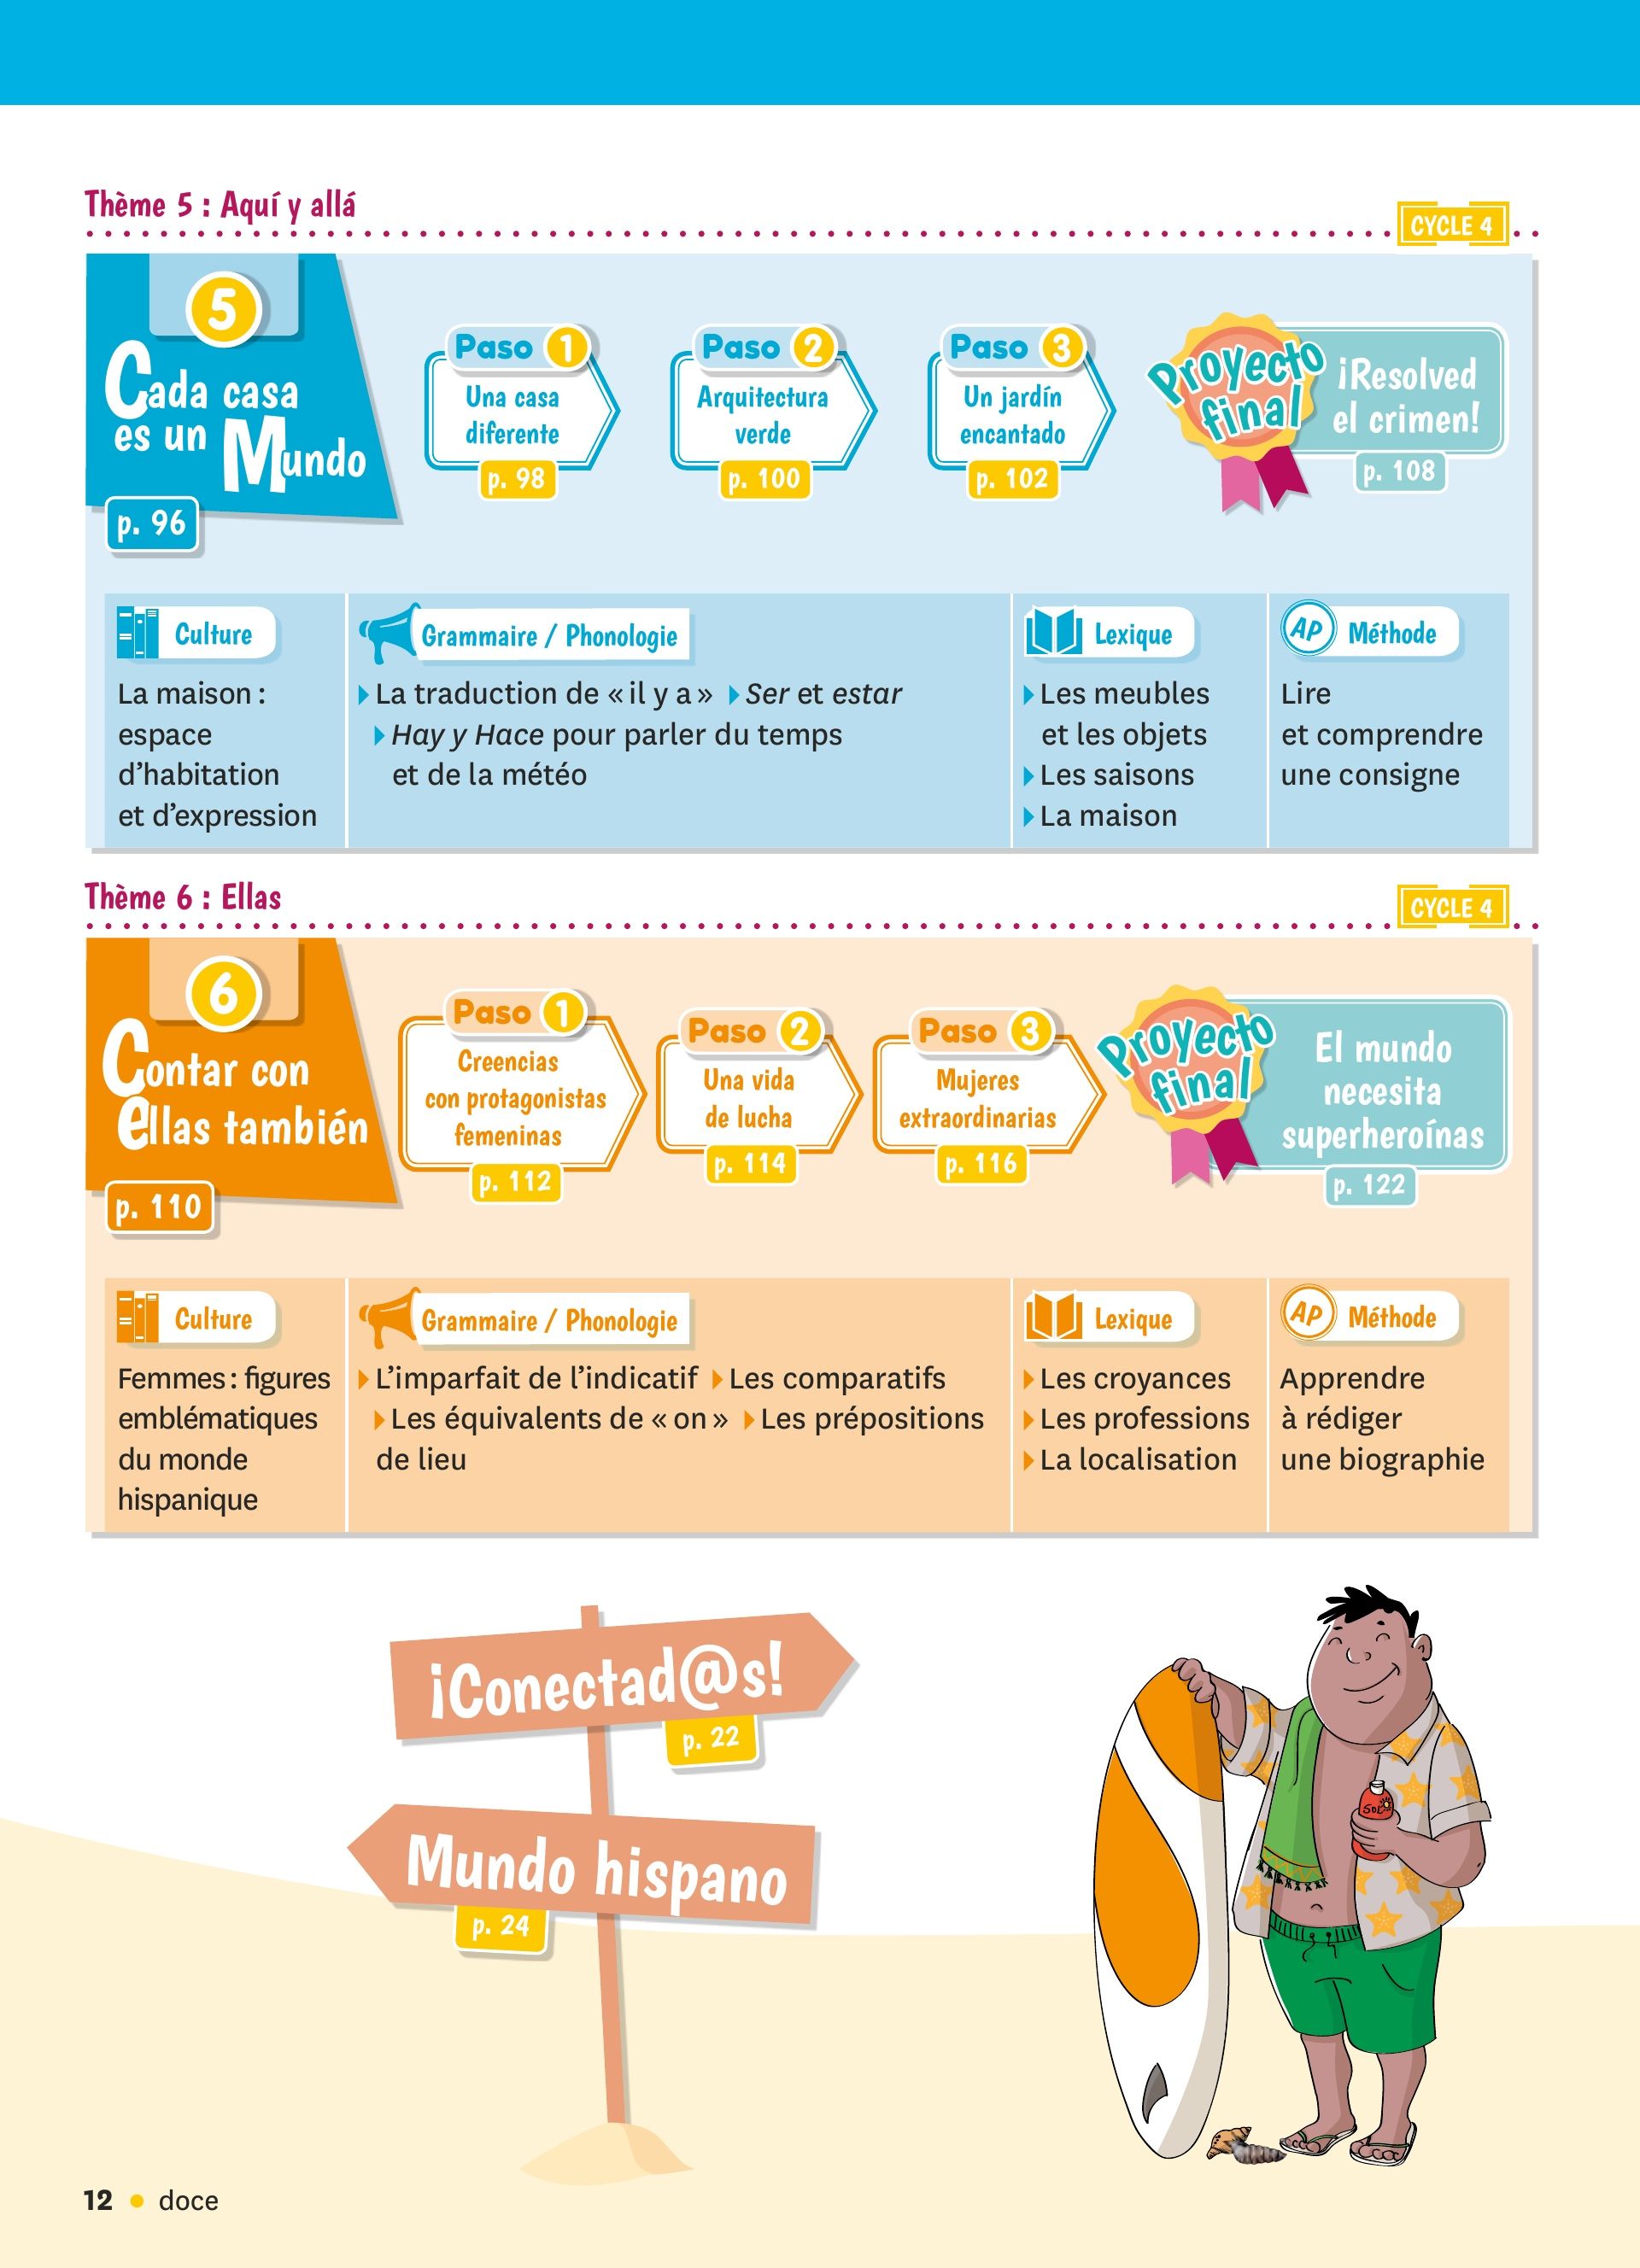 Thème 5 : Aquí y allá
CYCLE 4
5
Cada casa
es un Mundo
p. 96
Paso 1
Una casa
diferente
p. 98
Paso 2
Arquitectura
verde
p. 100
Paso 3
Un jardín
encantado
p. 102
Proyecto
final
¡Resolved
el crimen!
p. 108
Culture
La maison :
espace
d’habitation
et d’expression
Grammaire / Phonologie
La traduction de « il y a » Ser et estar
Hay y Hace pour parler du temps
et de la météo
Lexique
Les meubles
et les objets
Les saisons
La maison
AP Méthode
Lire
et comprendre
une consigne
Thème 6 : Ellas
CYCLE 4
6
Contar con
ellas también
p. 110
Paso 1
Creencias
con protagonistas
femeninas
p. 112
Paso 2
Una vida
de lucha
p. 114
Paso 3
Mujeres
extraordinarias
p. 116
Proyecto
final
El mundo
necesita
superheroínas
p. 122
Culture
Femmes : figures
emblématiques
du monde
hispanique
Grammaire / Phonologie
L’imparfait de l’indicatif Les comparatifs
Les équivalents de « on » Les prépositions
de lieu
Lexique
Les croyances
Les professions
La localisation
AP Méthode
Apprendre
à rédiger
une biographie
¡Conectad@s!
p. 22
Mundo hispano
p. 24
SOL
12 • doce